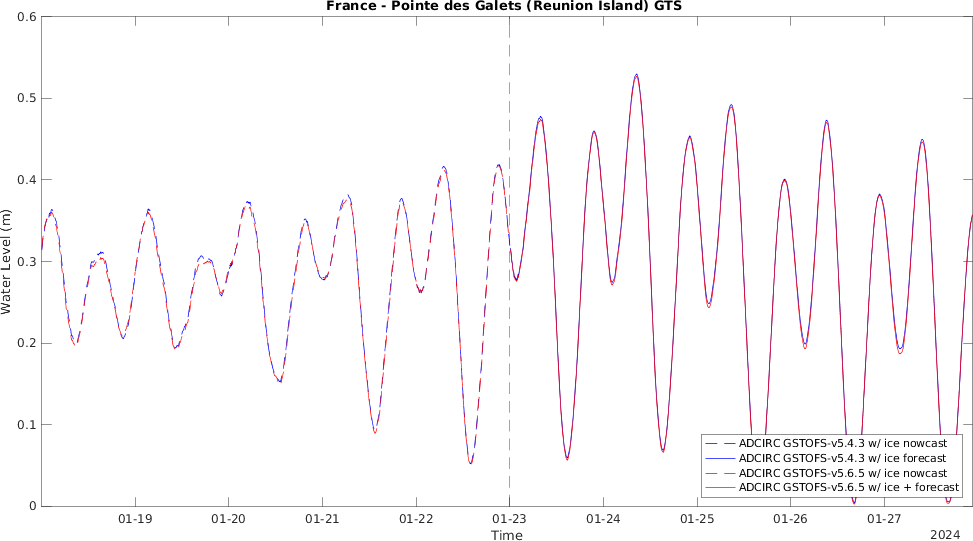 France - Pointe des Galets (Reunion Island) GTS
0.6
0.5
0.4
0.3
0.2
0.1
0
Water Level (m)
01-19 01-20 01-21 01-22 01-23 01-24 01-25 01-26 01-27
Time
2024
ADCIRC GSTOFS-v5.4.3 w/ ice nowcast
ADCIRC GSTOFS-v5.4.3 w/ ice forecast
ADCIRC GSTOFS-v5.6.5 w/ ice nowcast
ADCIRC GSTOFS-v5.6.5 w/ ice + forecast